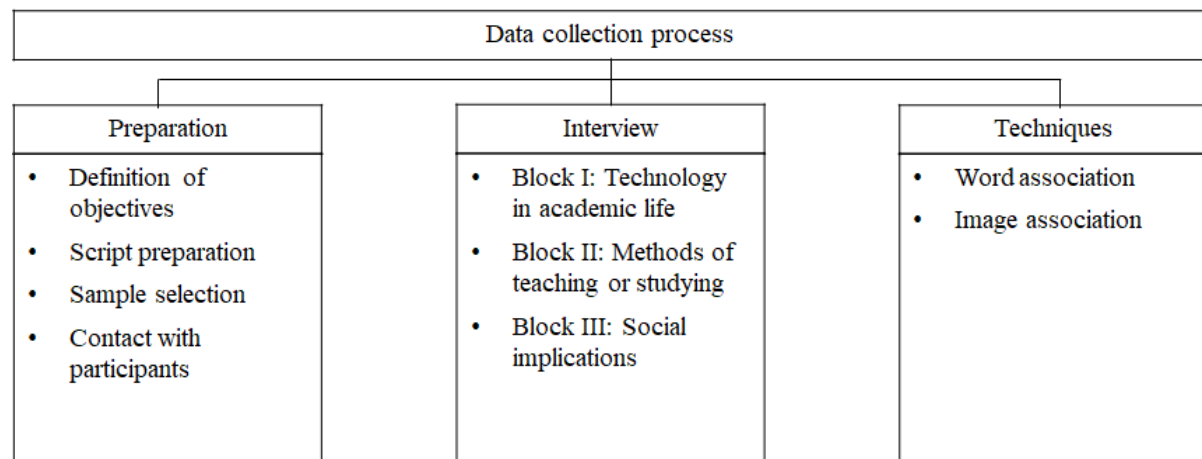 Data collection process
Preparation
• Definition of
objectives
• Script preparation
• Sample selection
• Contact with
participants
Interview
• Block I: Technology
in academic life
• Block II: Methods of
teaching or studying
• Block III: Social
implications
Techniques
• Word association
• Image association